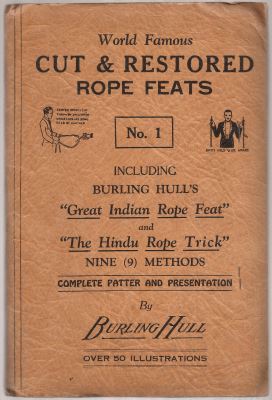 World Famous
CUT & RESTORED
ROPE FEATS
No. 1
INCLUDING
BURLING HULL'S
"Great Indian Rope Feat"
and
"The Hindu Rope Trick"
NINE (9) METHODS
COMPLETE PATTER AND PRESENTATION
By
BURLING HULL
OVER 50 ILLUSTRATIONS